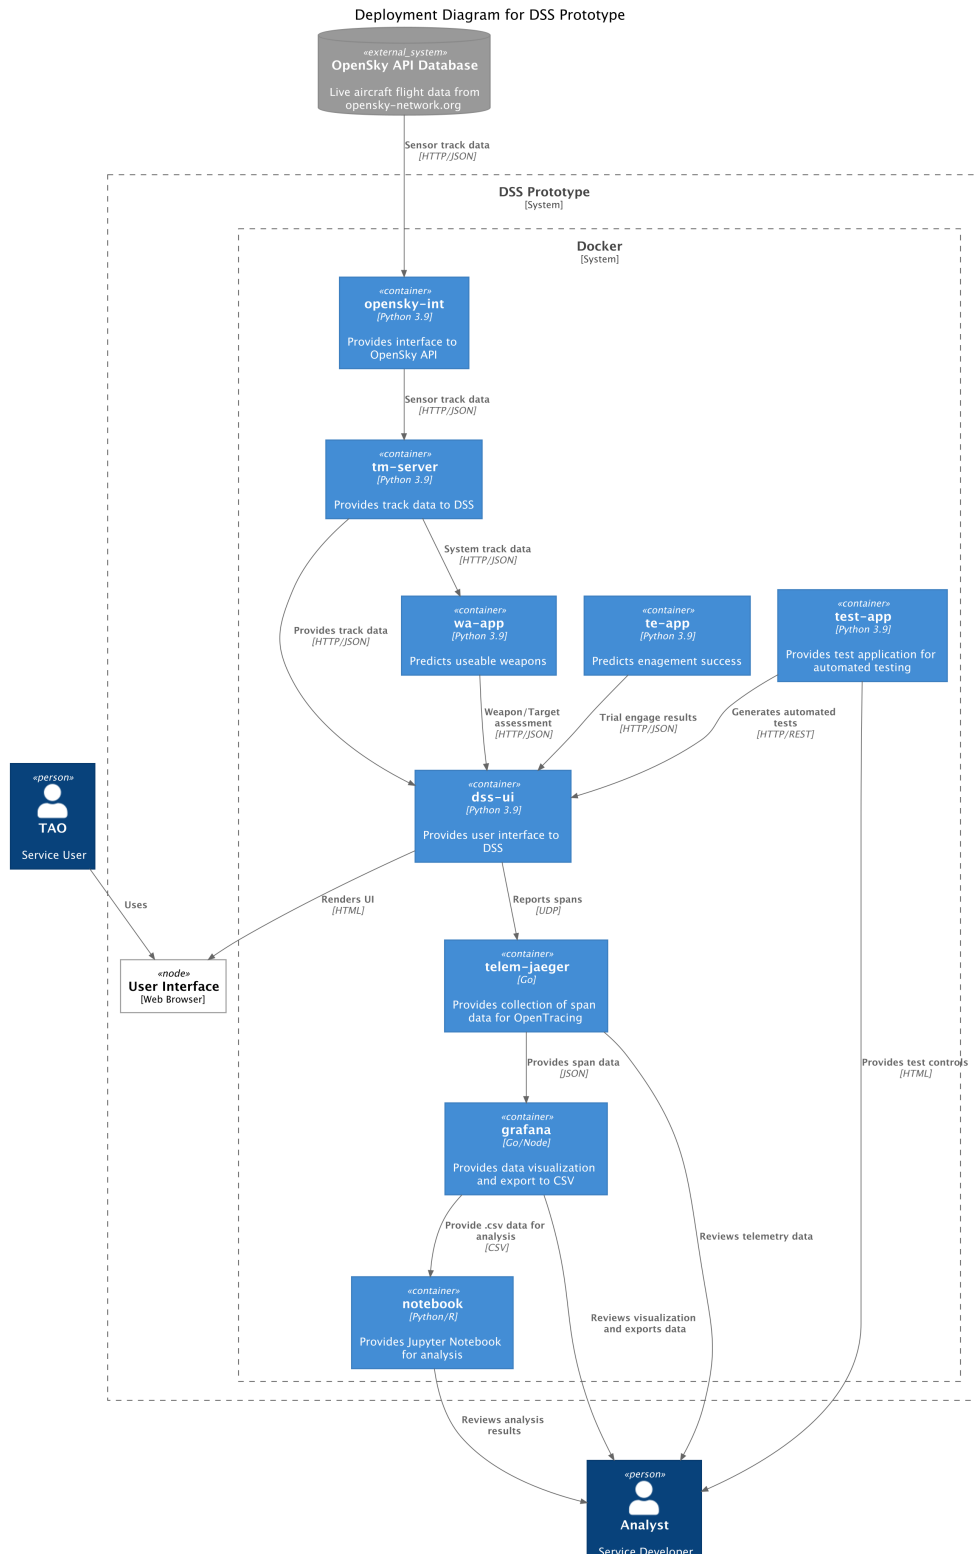 Deployment Diagram for DSS Prototype
«external_system»
OpenSky API Database
Live aircraft flight data from
opensky-network.org
Sensor track data
[HTTP/JSON]
DSS Prototype
[System]
Docker
[System]
«container»
opensky-int
[Python 3.9]
Provides interface to
OpenSky API
Sensor track data
[HTTP/JSON]
«container»
tm-server
[Python 3.9]
Provides track data to DSS
System track data
[HTTP/JSON]
Provides track data
[HTTP/JSON]
«container»
wa-app
[Python 3.9]
Predicts useable weapons
«container»
te-app
[Python 3.9]
Predicts enagement success
«container»
test-app
[Python 3.9]
Provides test application for
automated testing
Weapon/Target
assessment
[HTTP/JSON]
Trial engage results
[HTTP/JSON]
Generates automated
tests
[HTTP/REST]
«person»
TAO
Service User
«container»
dss-ui
[Python 3.9]
Provides user interface to
DSS
Uses
Renders UI
[HTML]
Reports spans
[UDP]
«node»
User Interface
[Web Browser]
«container»
telem-jaeger
[Go]
Provides collection of span
data for OpenTracing
Provides span data
[JSON]
Provides test controls
[HTML]
«container»
grafana
[Go/Node]
Provides data visualization
and export to CSV
Provide .csv data for
analysis
[CSV]
Reviews telemetry data
«container»
notebook
[Python/R]
Provides Jupyter Notebook
for analysis
Reviews visualization
and exports data
Reviews analysis
results
«person»
Analyst
Service Developer